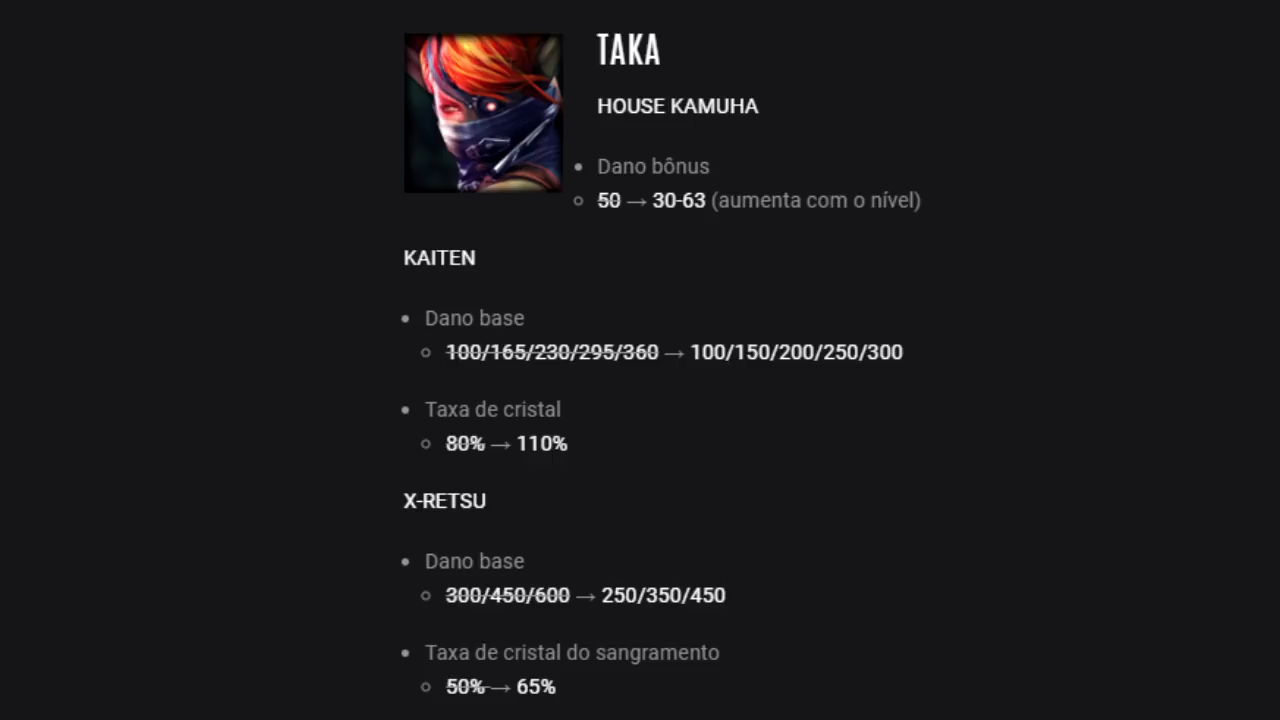 TAKA
HOUSE KAMUHA
Dano bônus
50 → 30-63 (aumenta com o nível)
KAITEN
Dano base
100/165/230/295/360 → 100/150/200/250/300
Taxa de cristal
80% → 110%
X-RETSU
Dano base
300/450/600 → 250/350/450
Taxa de cristal do sangramento
50% → 65%